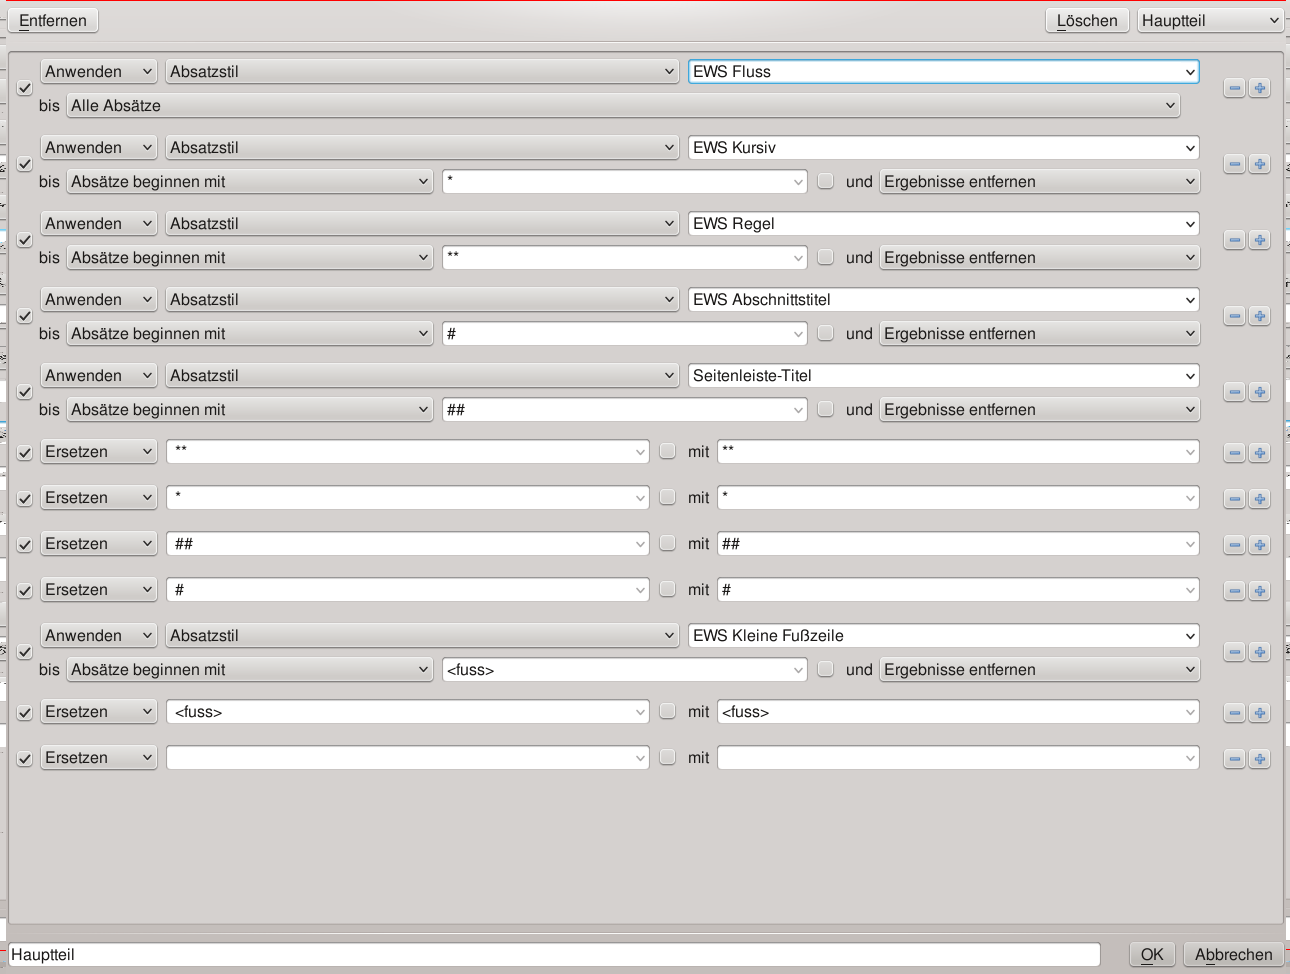 Entfernen Löschen Hauptteil
Anwenden Absatzstil EWS Fluss
bis Alle Absätze
Anwenden Absatzstil EWS Kursiv
bis Absätze beginnen mit * und Ergebnisse entfernen
Anwenden Absatzstil EWS Regel
bis Absätze beginnen mit ** und Ergebnisse entfernen
Anwenden Absatzstil EWS Abschnittstitel
bis Absätze beginnen mit # und Ergebnisse entfernen
Anwenden Absatzstil Seitenleiste-Titel
bis Absätze beginnen mit ## und Ergebnisse entfernen
Ersetzen ** mit **
Ersetzen * mit *
Ersetzen ## mit ##
Ersetzen # mit #
Anwenden Absatzstil EWS Kleine Fußzeile
bis Absätze beginnen mit <fuss> und Ergebnisse entfernen
Ersetzen <fuss> mit <fuss>
Ersetzen mit
Hauptteil OK Abbrechen